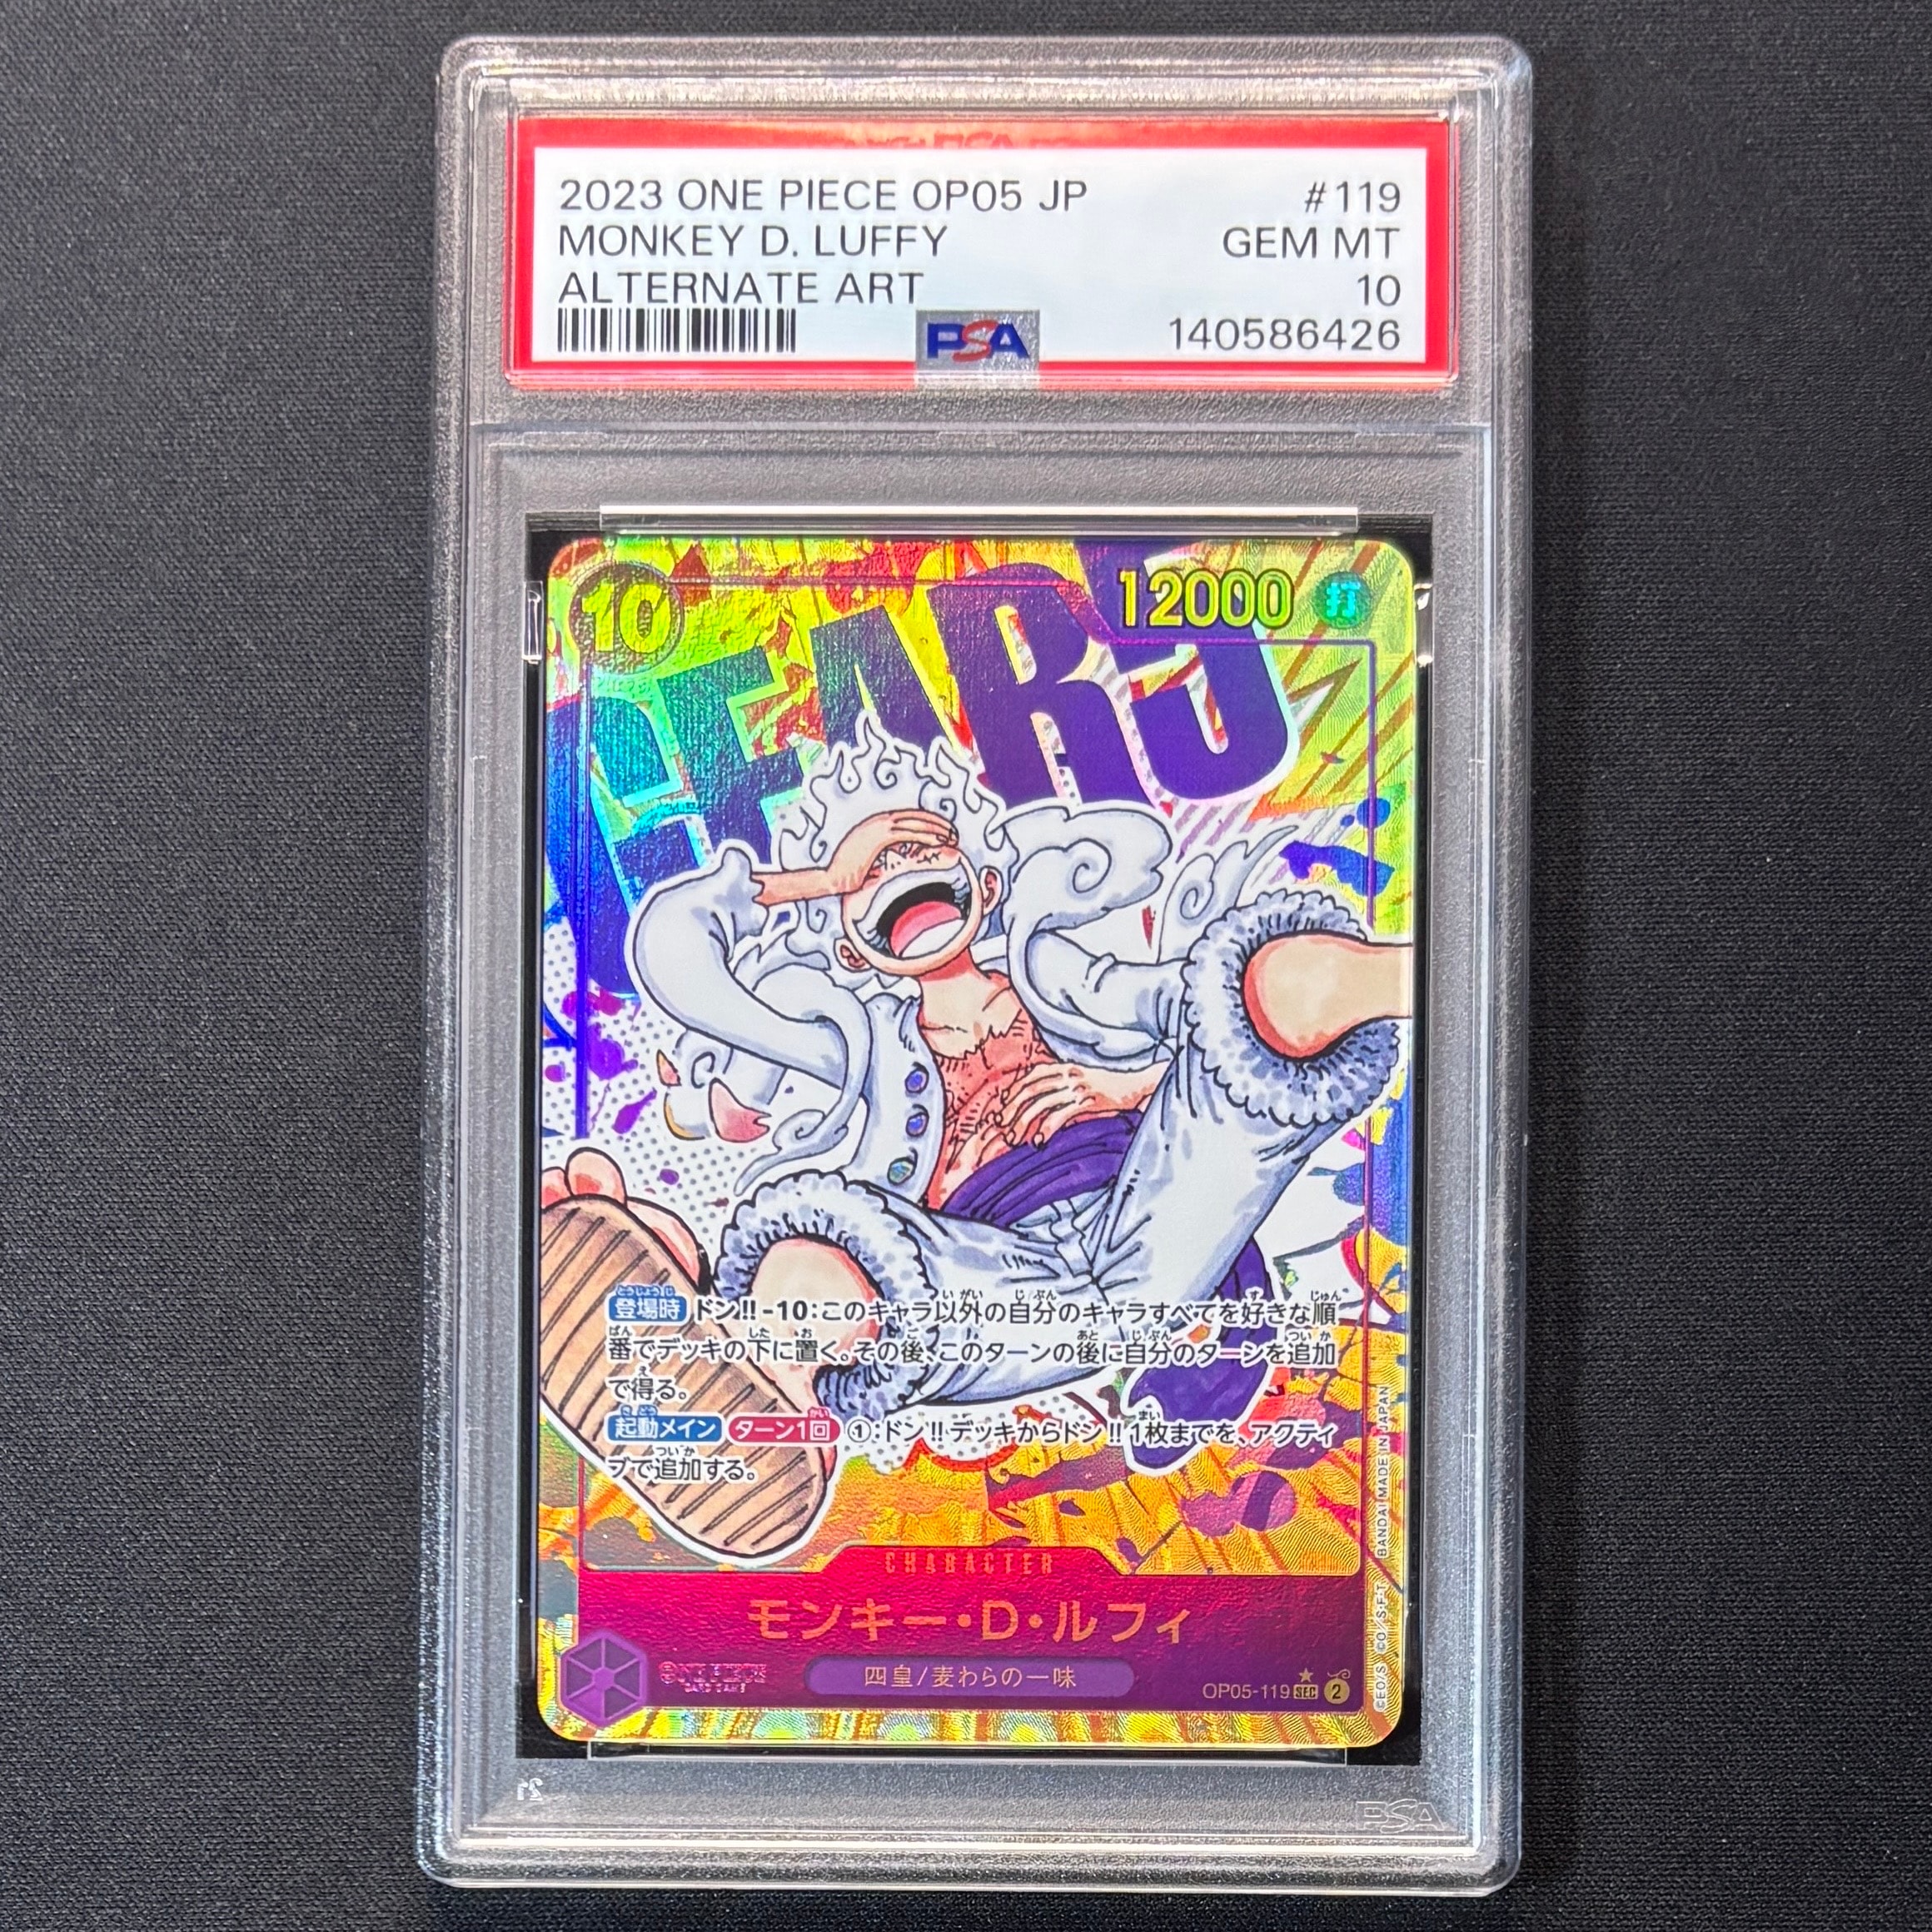 2023 ONE PIECE OP05 JP #119
MONKEY D. LUFFY GEM MT
ALTERNATE ART 10
PSA 140586426
10 12000 打
GEAR5
登場時 ドン!!-10:このキャラ以外の自分のキャラすべてを好きな順
番でデッキの下に置く。その後、このターンの後に自分のターンを追加
で得る。
起動メイン ターン1回 ①:ドン!!デッキからドン!!1枚までを、アクティ
ブで追加する。
CHARACTER
モンキー・D・ルフィ
四皇/麦わらの一味
ONE PIECE
CARD GAME
OP05-119 SEC 2
©E.O/S. ©O/S・F・T BANDAI MADE IN JAPAN
PSA